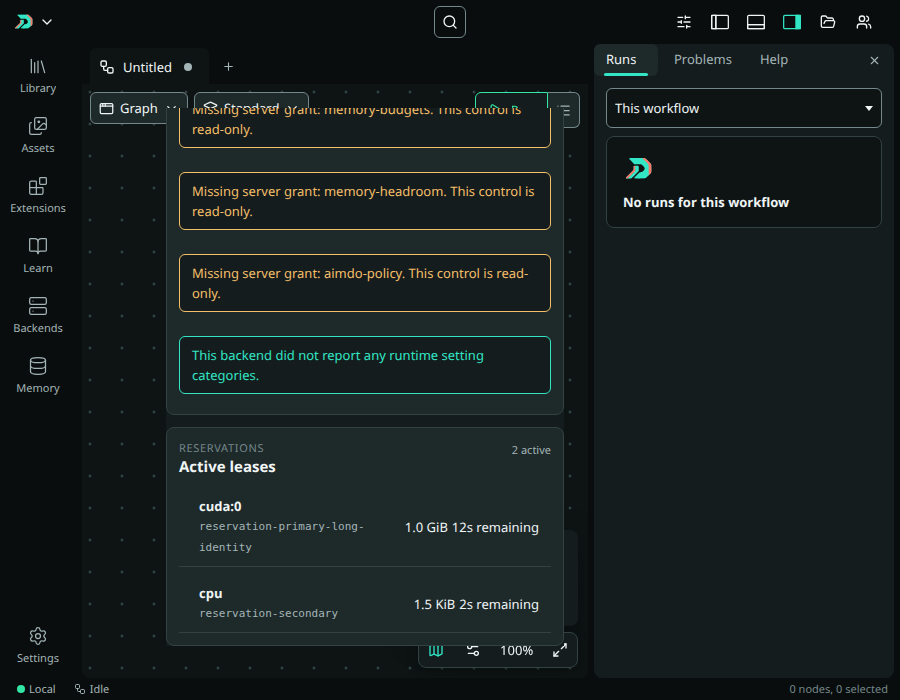 Library
Assets
Extensions
Learn
Backends
Memory
Settings
Untitled
Graph
Standard
Missing server grant: memory-budgets. This control is
read-only.
Missing server grant: memory-headroom. This control is
read-only.
Missing server grant: aimdo-policy. This control is read-
only.
This backend did not report any runtime setting
categories.
RESERVATIONS
2 active
Active leases
cuda:0
reservation-primary-long-
identity
1.0 GiB 12s remaining
cpu
reservation-secondary
1.5 KiB 2s remaining
100%
Runs
Problems
Help
This workflow
No runs for this workflow
Local
Idle
0 nodes, 0 selected